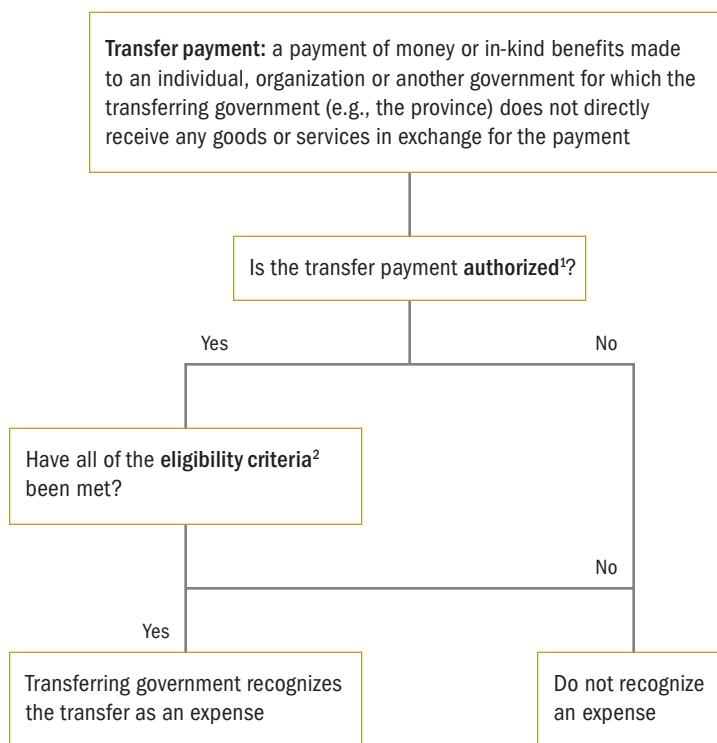 Transfer payment: a payment of money or in-kind benefits made
to an individual, organization or another government for which the
transferring government (e.g., the province) does not directly
receive any goods or services in exchange for the payment
Is the transfer payment authorized¹?
Yes
No
Have all of the eligibility criteria²
been met?
No
Yes
Transferring government recognizes
the transfer as an expense
Do not recognize
an expense